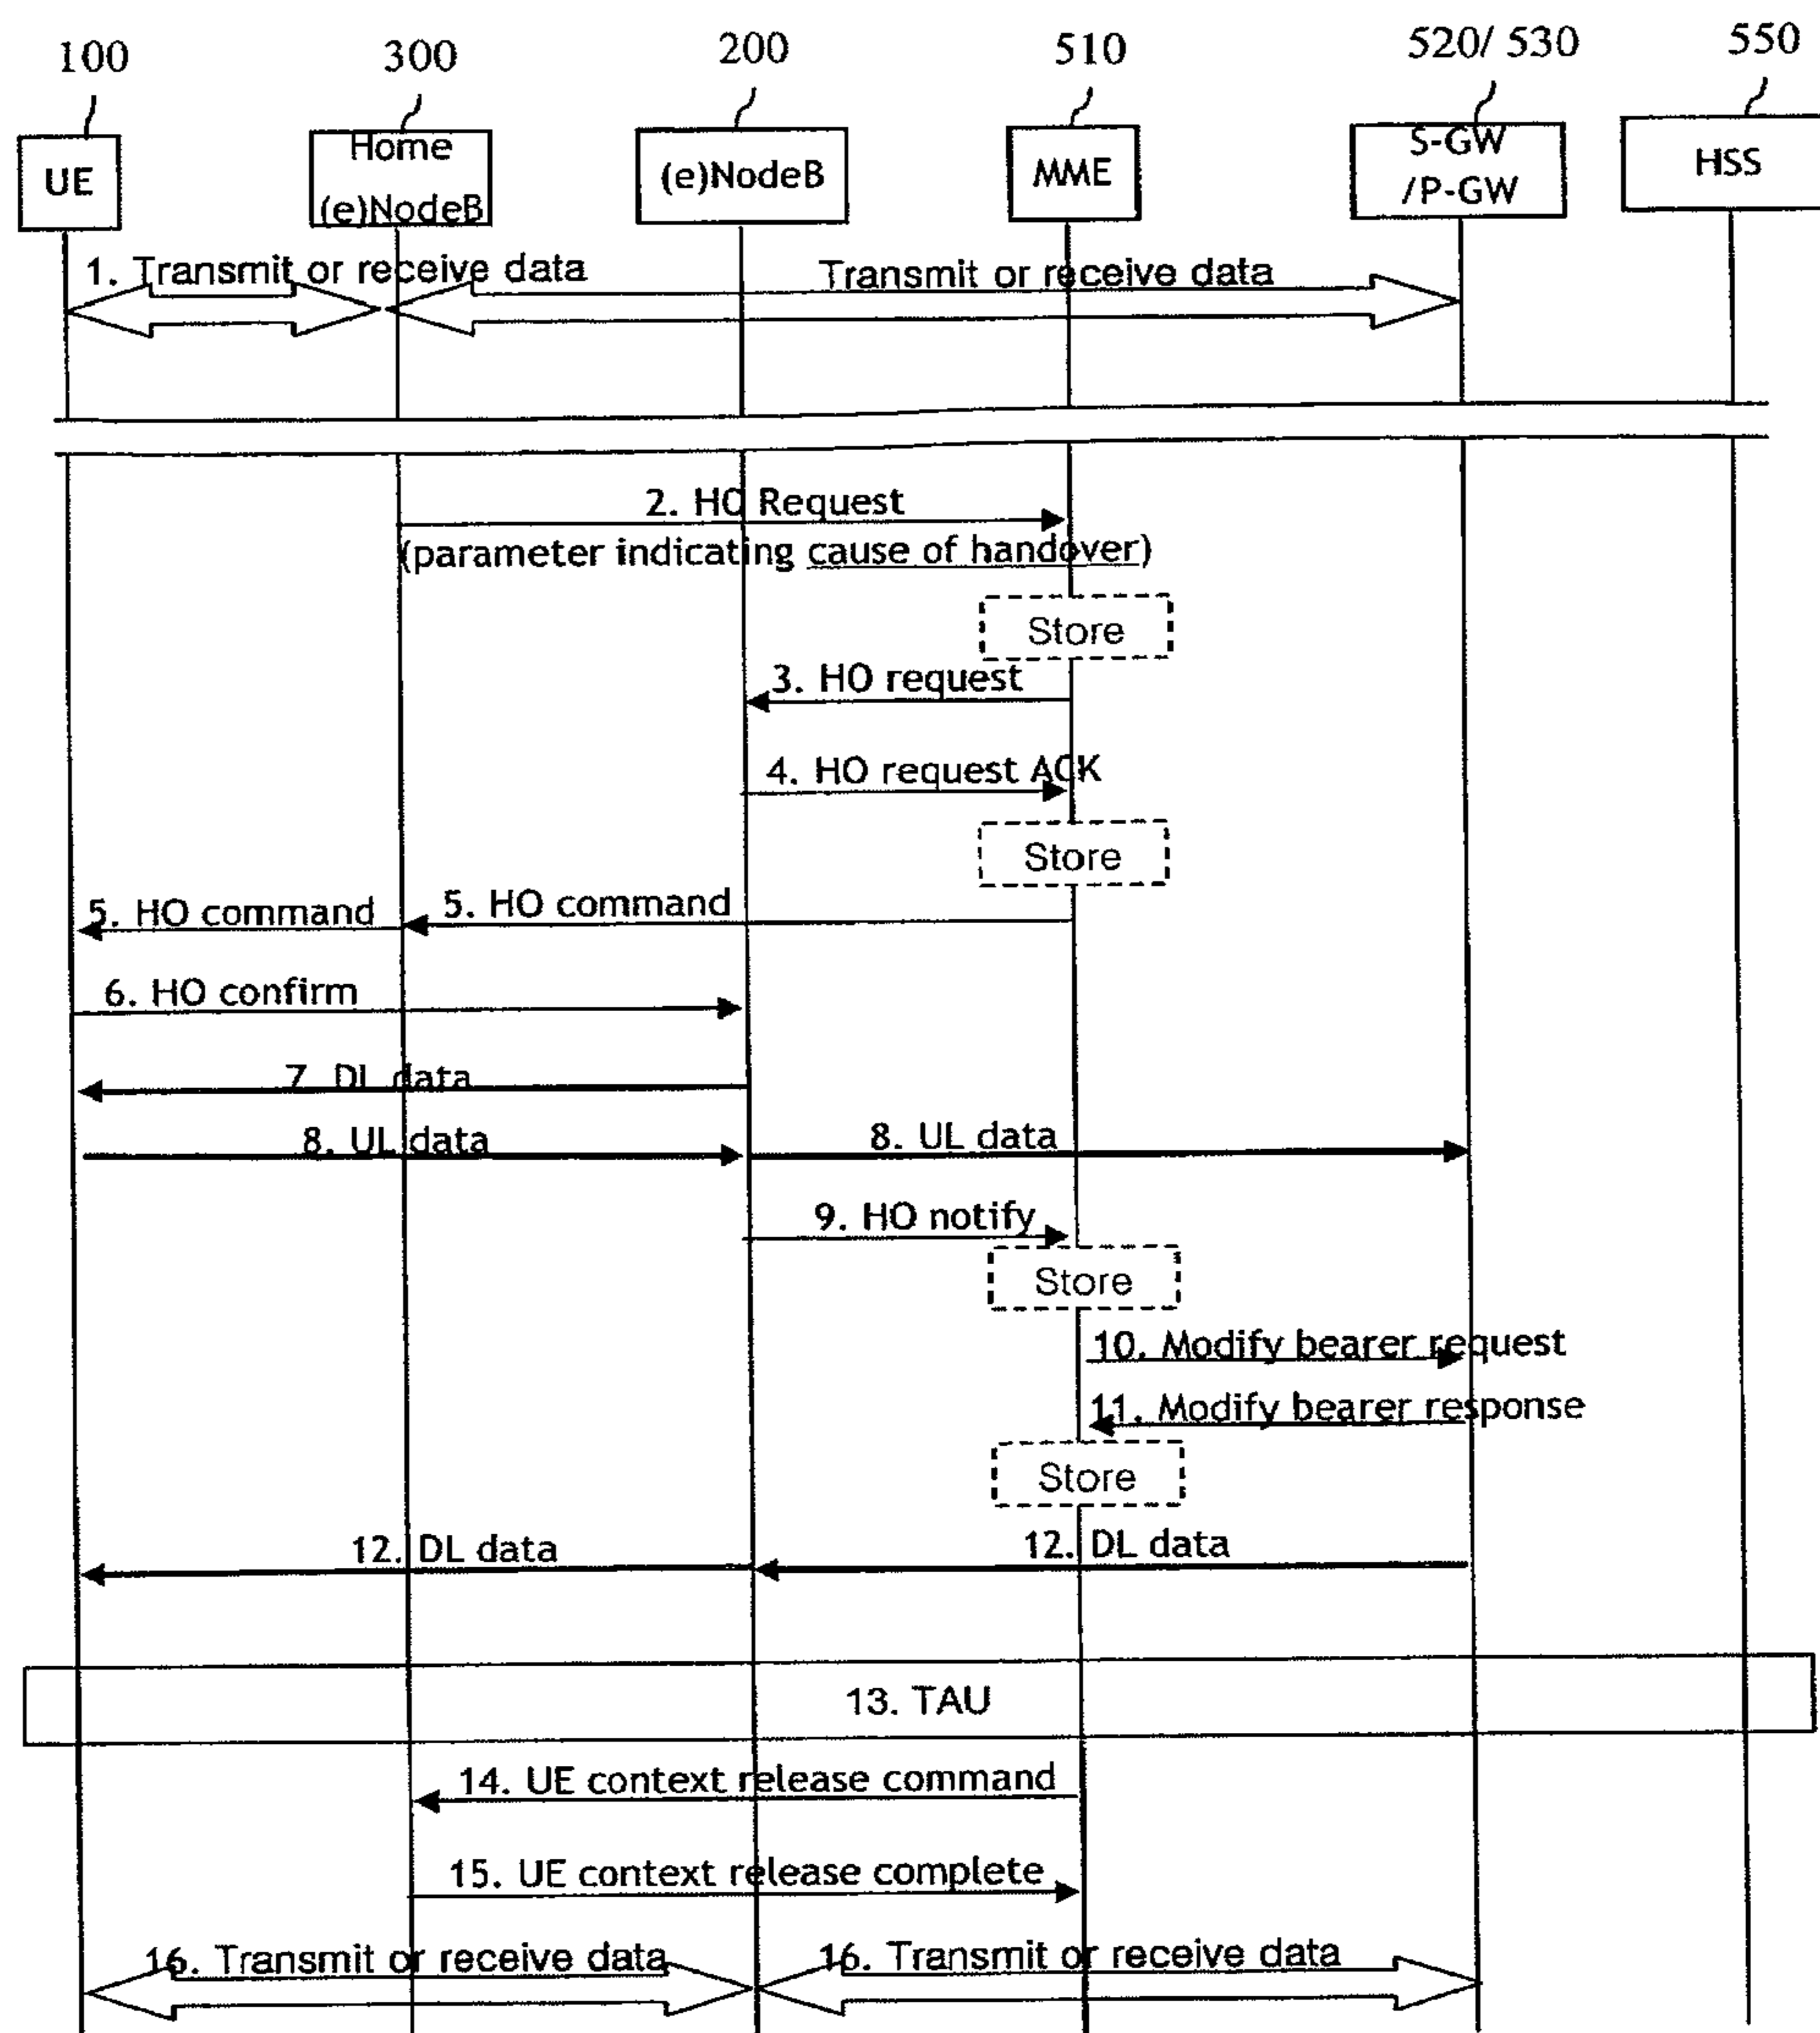 100
300
200
510
520/ 530
550
UE
Home
(e)NodeB
(e)NodeB
MME
S-GW
/P-GW
HSS
1. Transmit or receive data
Transmit or receive data
2. HO Request
(parameter indicating cause of handover)
Store
3. HO request
4. HO request ACK
Store
5. HO command
5. HO command
6. HO confirm
7. DL data
8. UL data
8. UL data
9. HO notify
Store
10. Modify bearer request
11. Modify bearer response
Store
12. DL data
12. DL data
13. TAU
14. UE context release command
15. UE context release complete
16. Transmit or receive data
16. Transmit or receive data